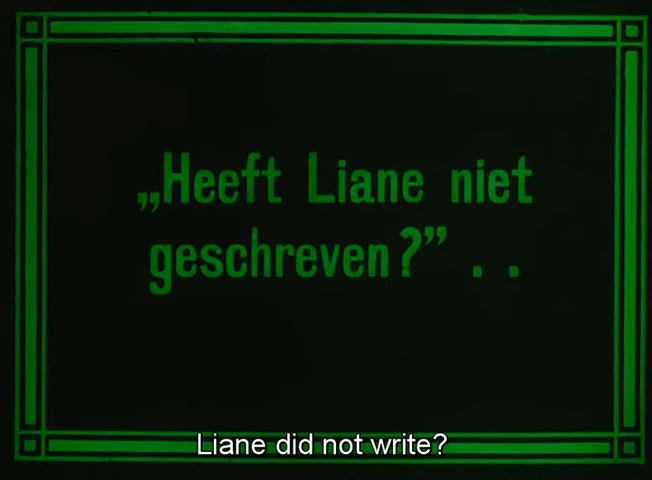 „Heeft Liane niet
geschreven?” . .
Liane did not write?